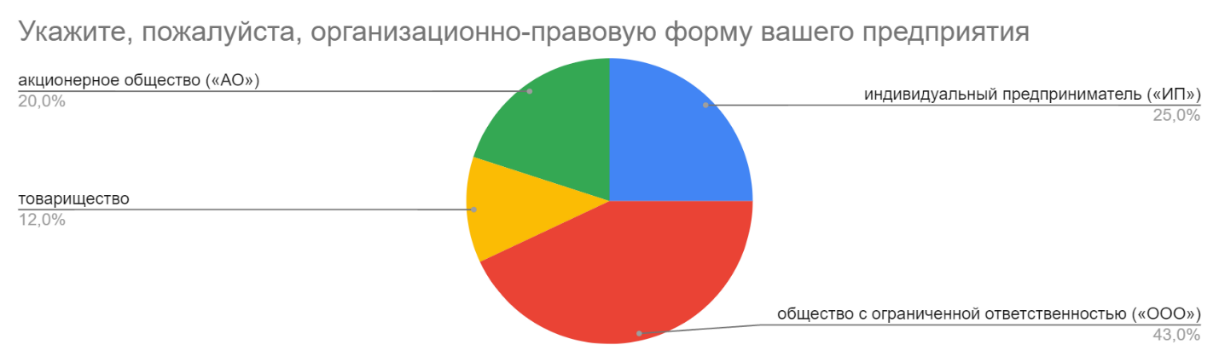 Укажите, пожалуйста, организационно-правовую форму вашего предприятия
акционерное общество («АО»)
20,0%
индивидуальный предприниматель («ИП»)
25,0%
товарищество
12,0%
общество с ограниченной ответственностью («ООО»)
43,0%